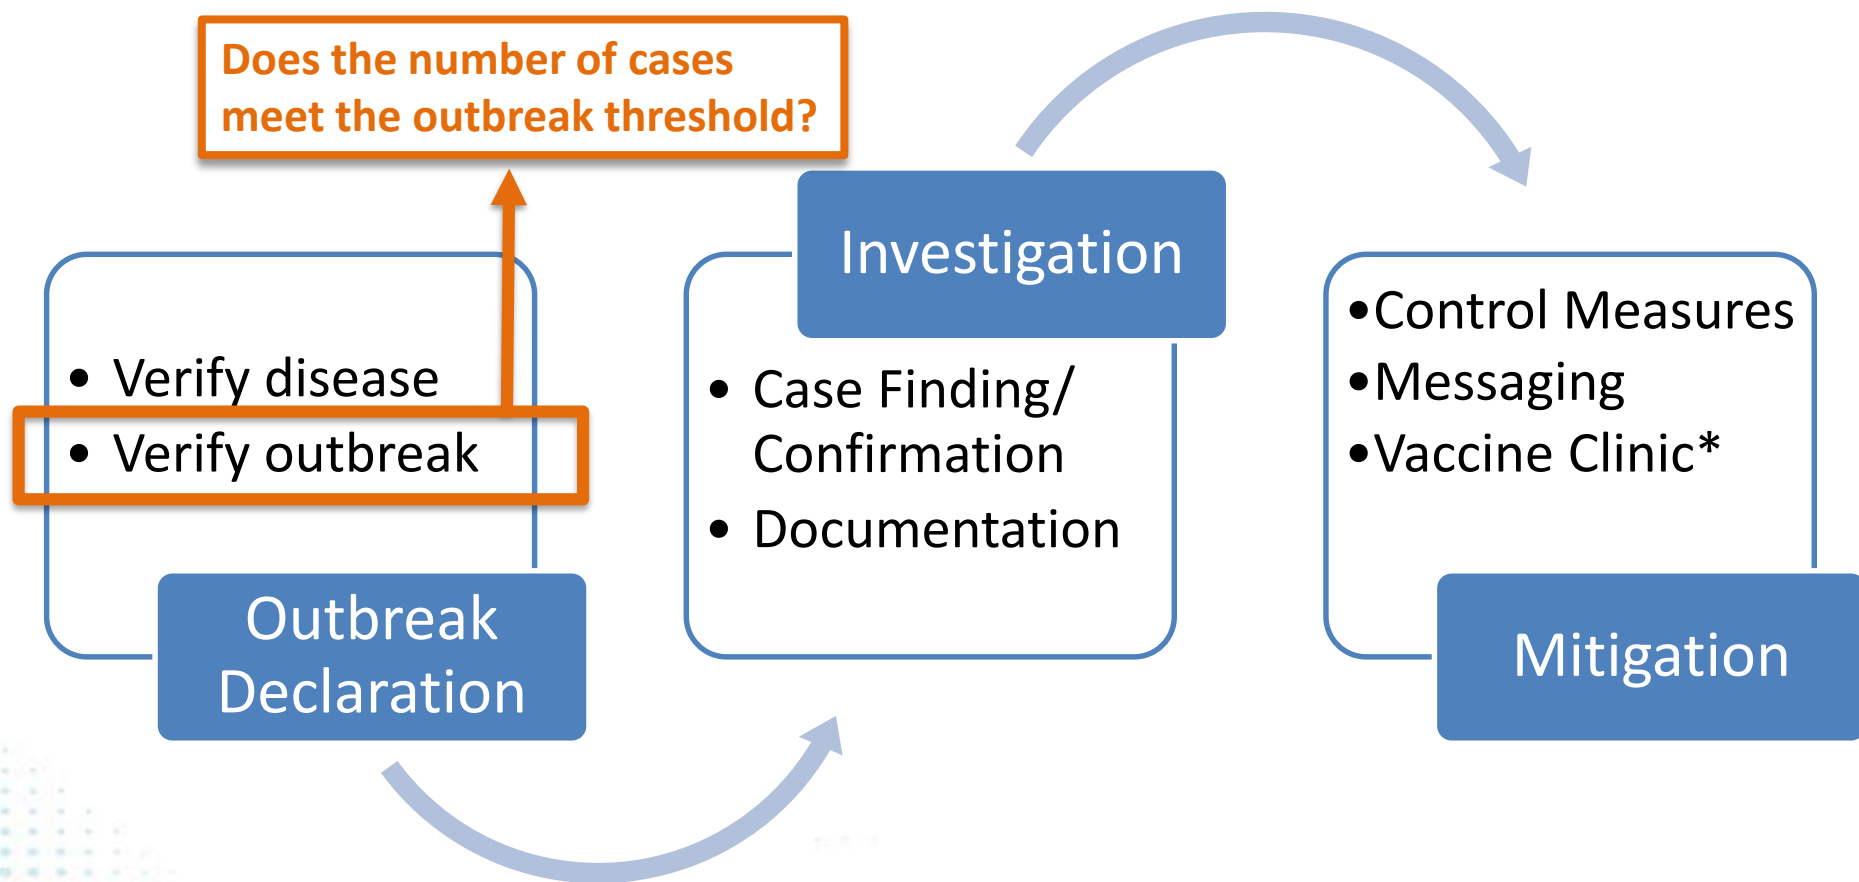 Does the number of cases
meet the outbreak threshold?
• Verify disease
• Verify outbreak
Outbreak
Declaration
Investigation
• Case Finding/
Confirmation
• Documentation
•Control Measures
•Messaging
•Vaccine Clinic*
Mitigation